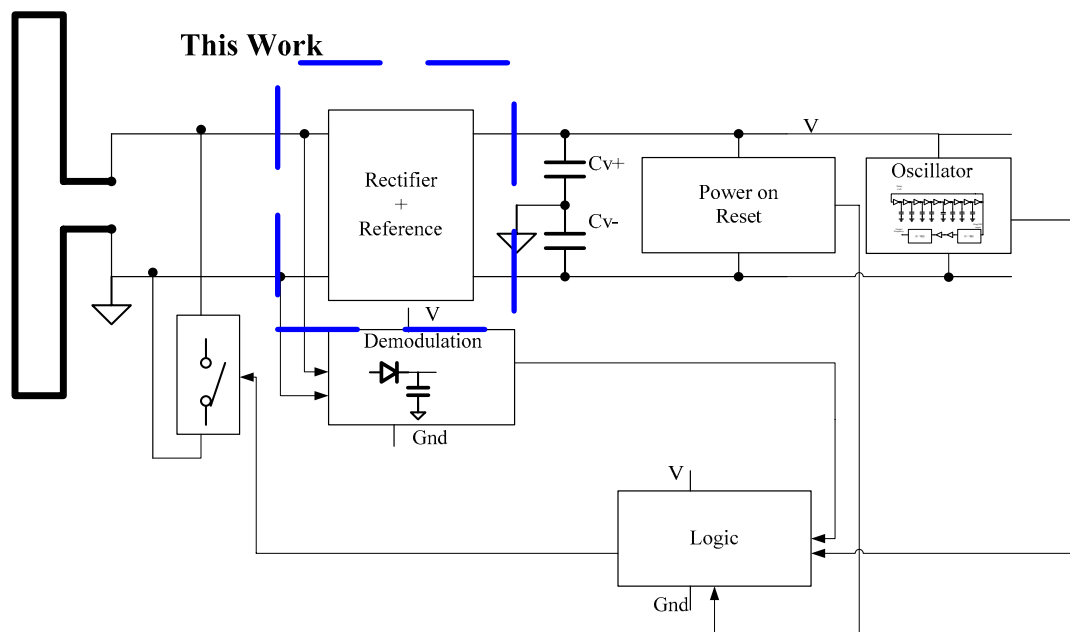 This Work
V
Cv+
Cv-
Rectifier
+
Reference
Power on
Reset
Oscillator
V
Demodulation
Gnd
V
Logic
Gnd